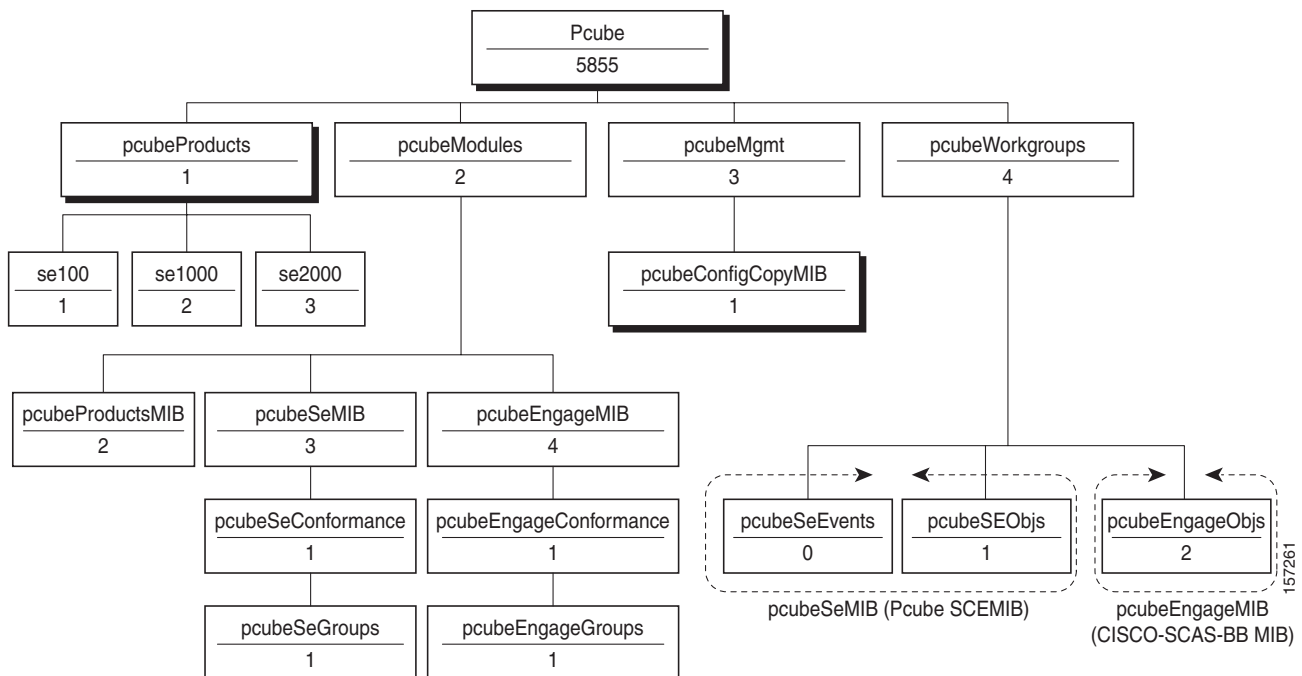 Pcube
5855
pcubeProducts
1
pcubeModules
2
pcubeMgmt
3
pcubeWorkgroups
4
se100
1
se1000
2
se2000
3
pcubeConfigCopyMIB
1
pcubeProductsMIB
2
pcubeSeMIB
3
pcubeEngageMIB
4
pcubeSeConformance
1
pcubeEngageConformance
1
pcubeSeEvents
0
pcubeSEObjs
1
pcubeEngageObjs
2
pcubeSeGroups
1
pcubeEngageGroups
1
pcubeSeMIB (Pcube SCEMIB)
pcubeEngageMIB
(CISCO-SCAS-BB MIB)
157261